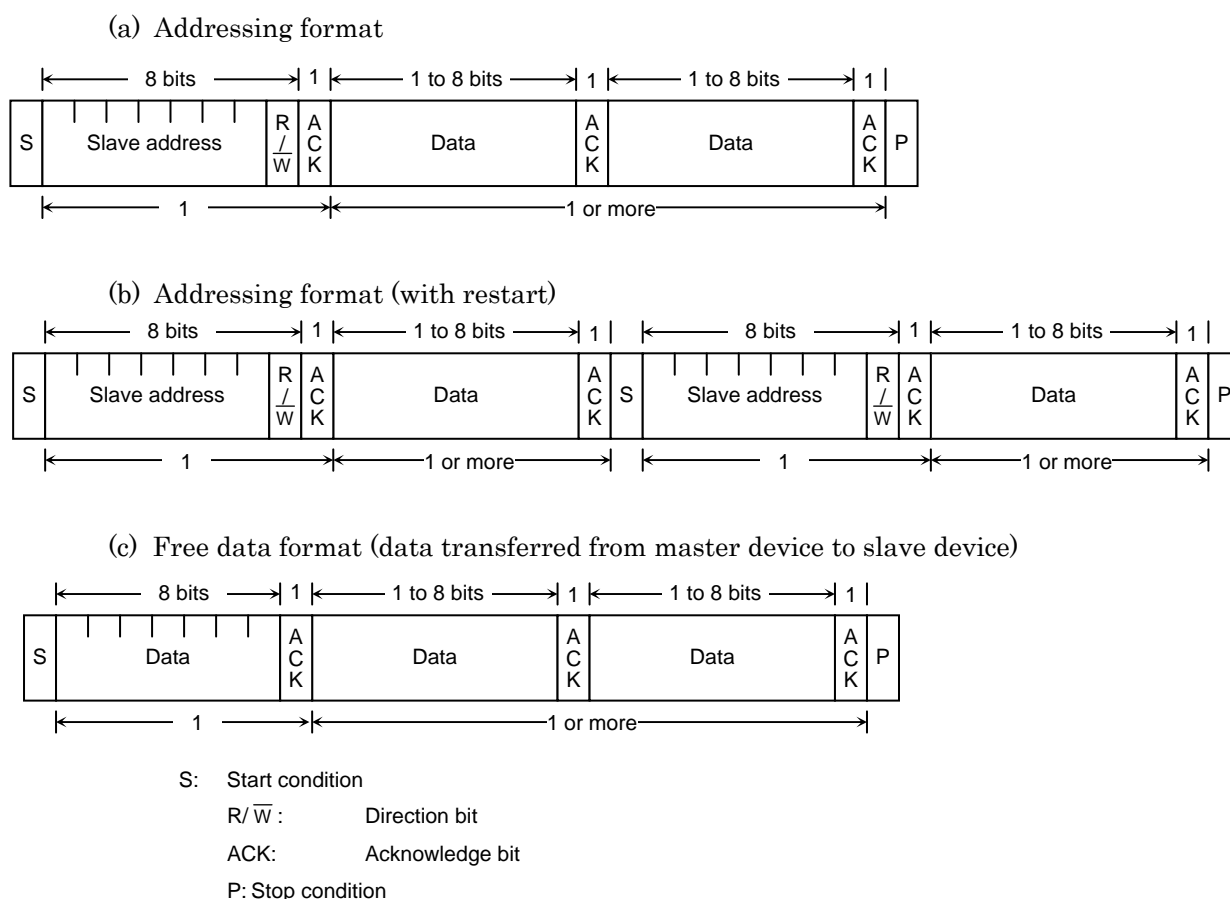 (a) Addressing format
8 bits 1 1 to 8 bits 1 1 to 8 bits 1
S Slave address R/W̅ ACK Data ACK Data ACK P
1 1 or more
(b) Addressing format (with restart)
8 bits 1 1 to 8 bits 1 8 bits 1 1 to 8 bits 1
S Slave address R/W̅ ACK Data ACK S Slave address R/W̅ ACK Data ACK P
1 1 or more 1 1 or more
(c) Free data format (data transferred from master device to slave device)
8 bits 1 1 to 8 bits 1 1 to 8 bits 1
S Data ACK Data ACK Data ACK P
1 1 or more
S: Start condition
R/W̅ : Direction bit
ACK: Acknowledge bit
P: Stop condition